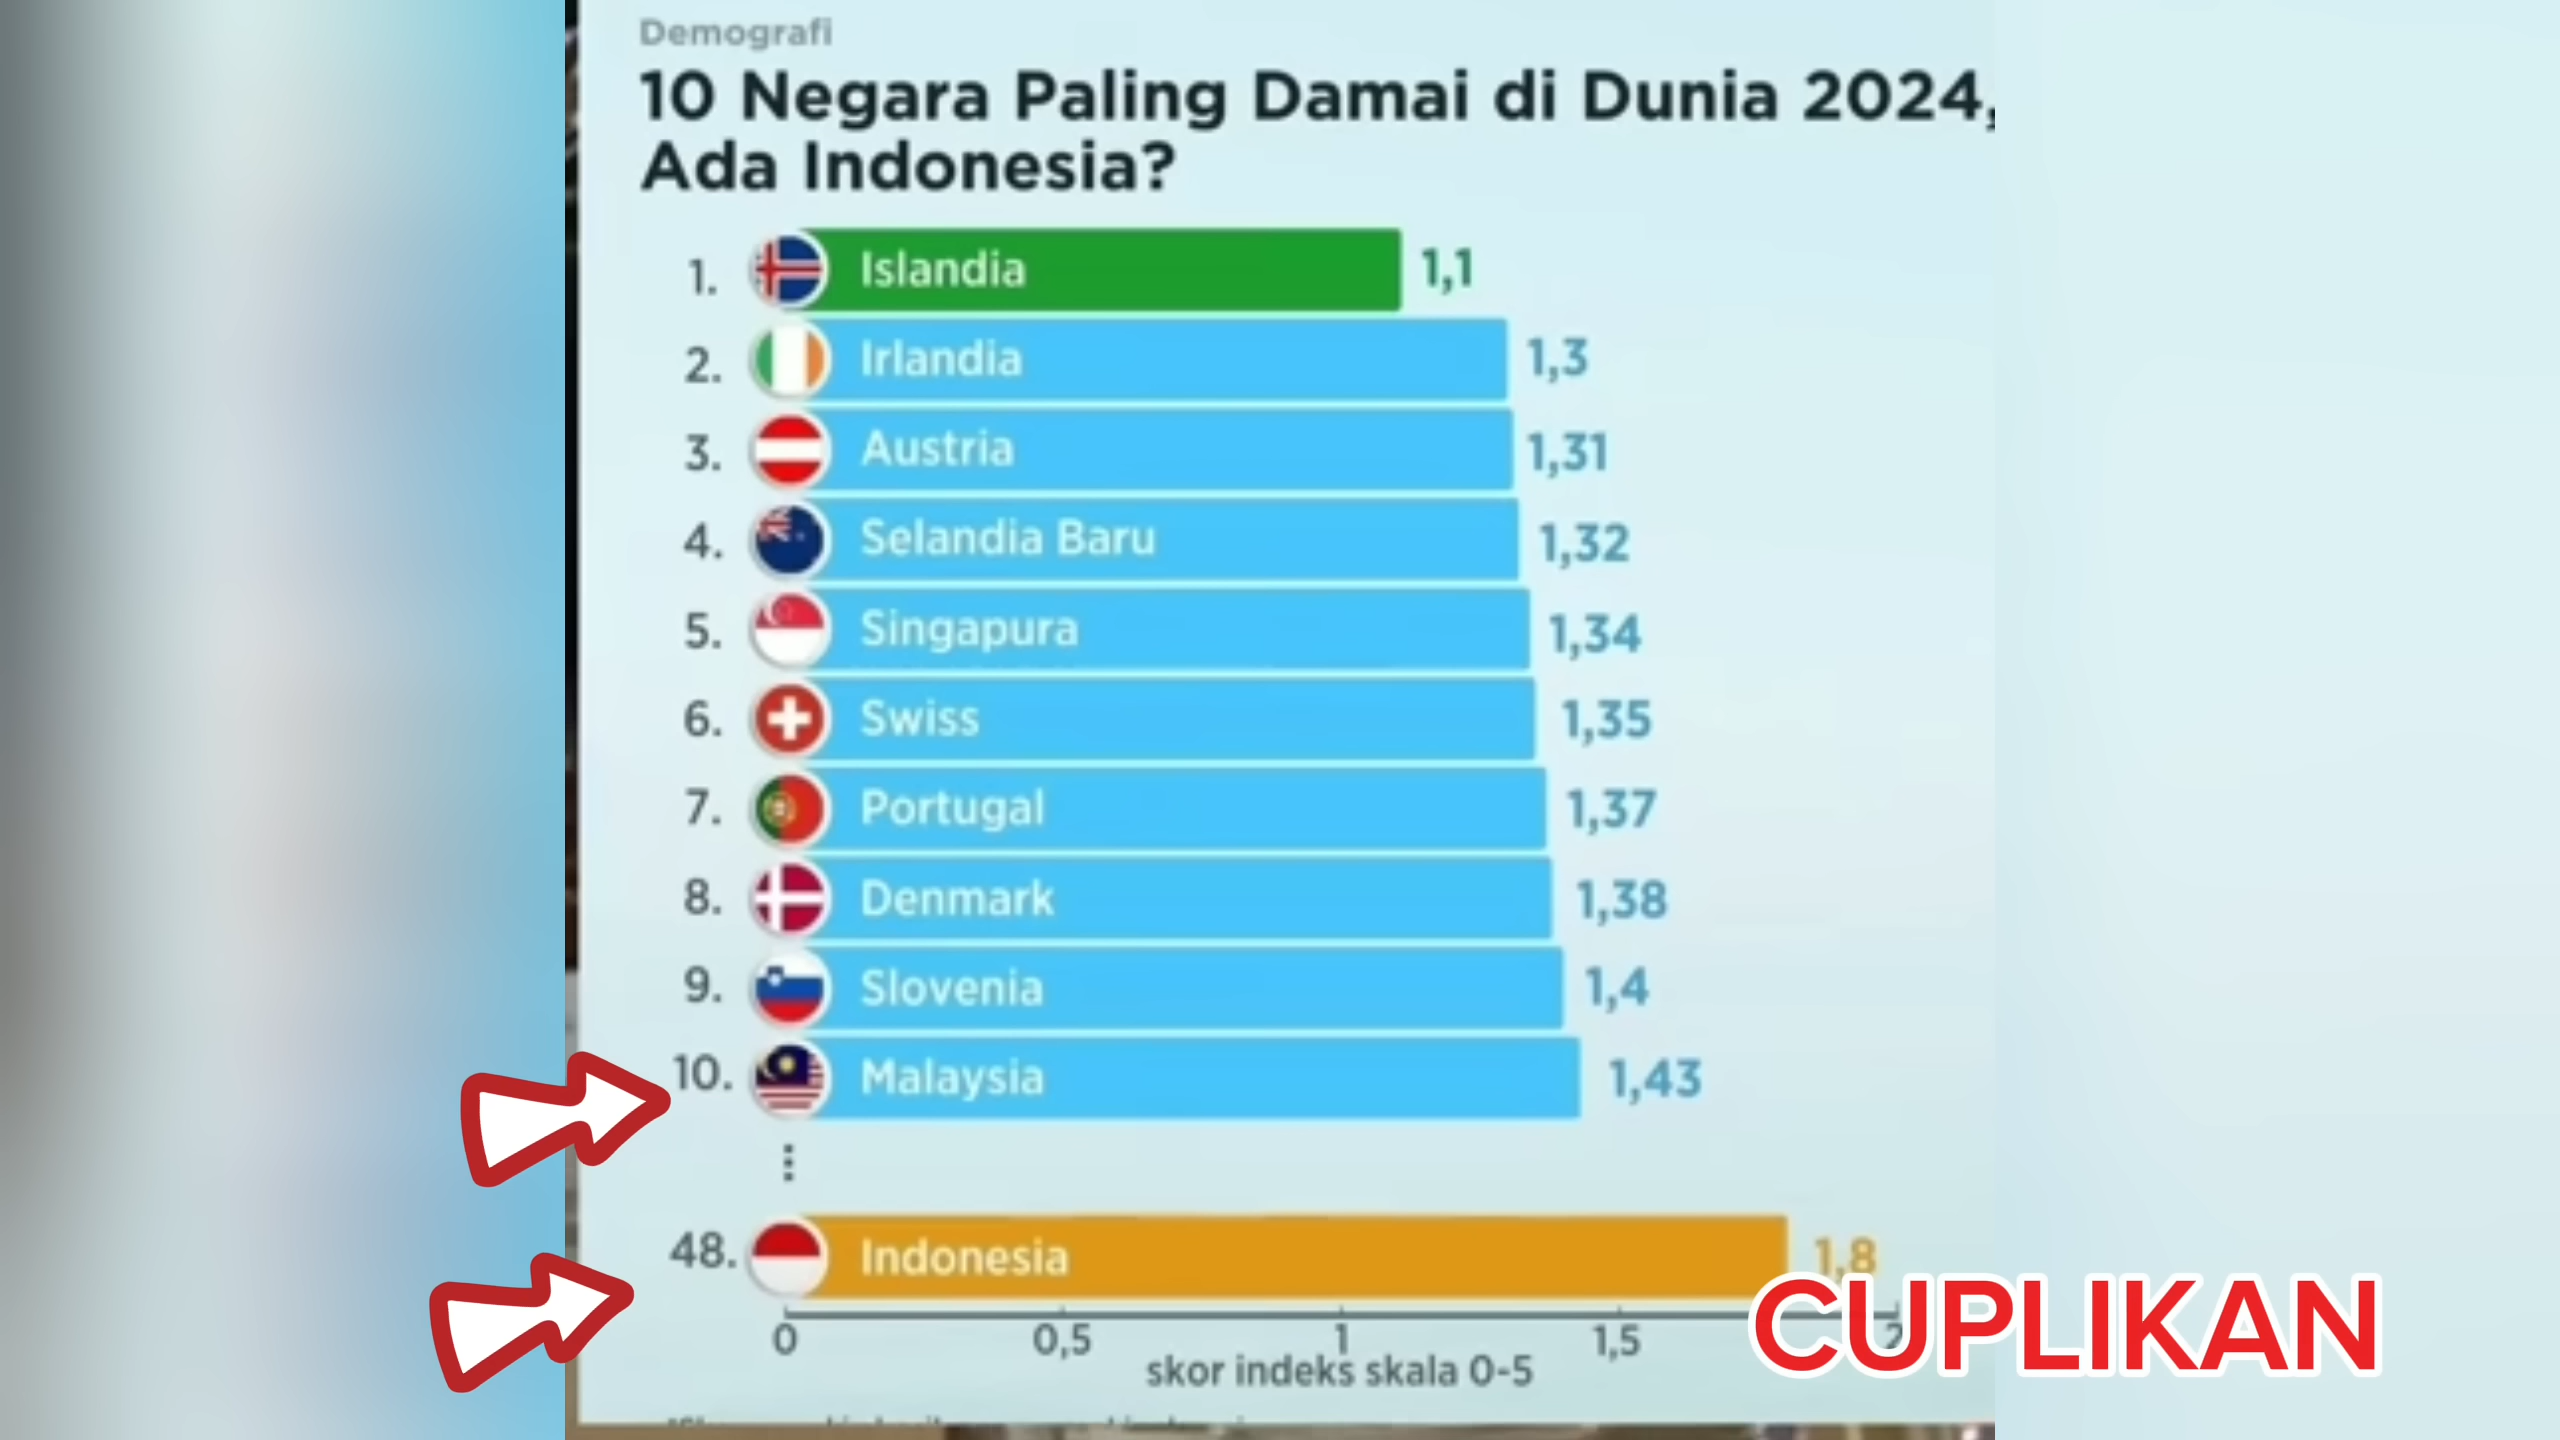 Demografi
10 Negara Paling Damai di Dunia 2024,
Ada Indonesia?
1. Islandia 1,1
2. Irlandia 1,3
3. Austria 1,31
4. Selandia Baru 1,32
5. Singapura 1,34
6. Swiss 1,35
7. Portugal 1,37
8. Denmark 1,38
9. Slovenia 1,4
10. Malaysia 1,43
48. Indonesia 1,8
0 0,5 1 1,5 2
skor indeks skala 0-5
CUPLIKAN